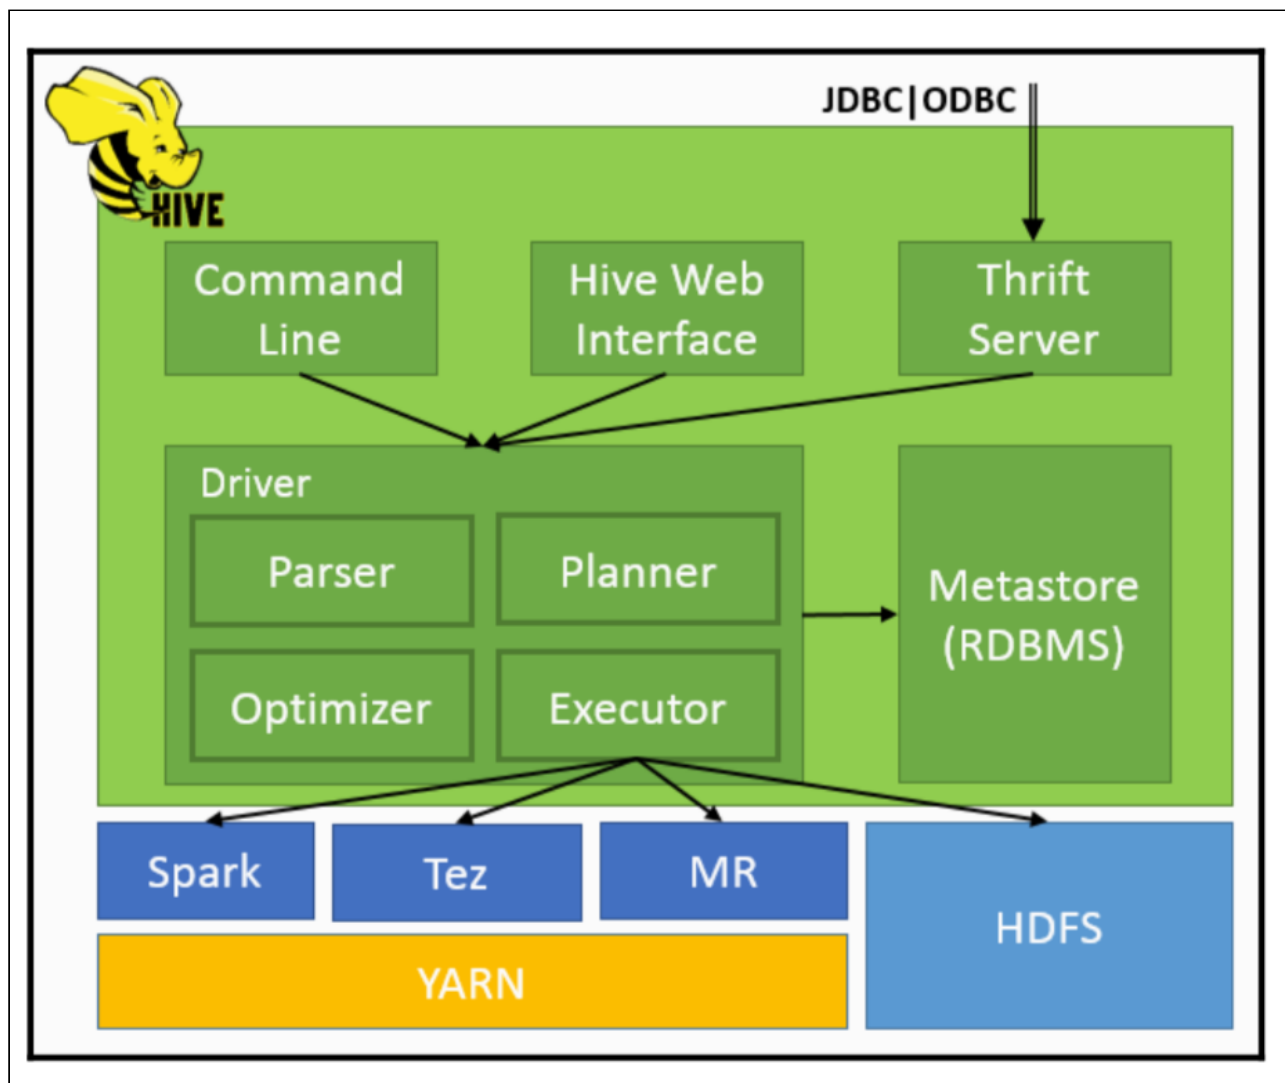 JDBC|ODBC
HIVE
Command
Line
Hive Web
Interface
Thrift
Server
Driver
Parser
Planner
Optimizer
Executor
Metastore
(RDBMS)
Spark
Tez
MR
HDFS
YARN